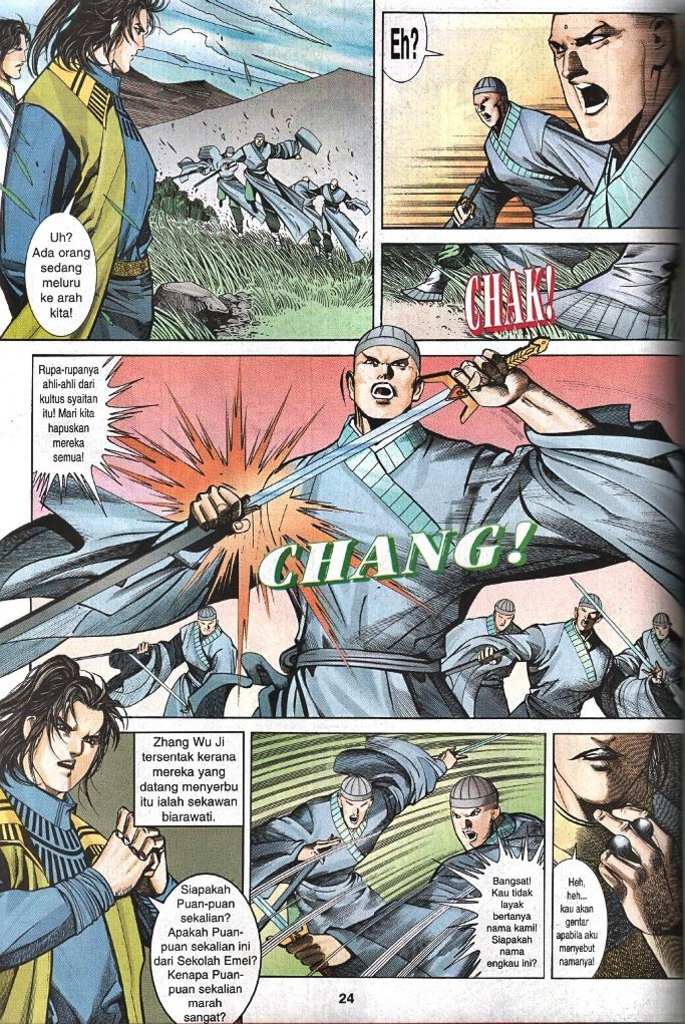 Uh?
Ada orang
sedang
meluru
ke arah
kita!
Eh?
CHAK!
Rupa-rupanya
ahli-ahli dari
kultus syaitan
itu! Mari kita
hapuskan
mereka
semua!
CHANG!
Zhang Wu Ji
tersentak kerana
mereka yang
datang menyerbu
itu ialah sekawan
biarawati.
Siapakah
Puan-puan
sekalian?
Apakah Puan-
puan sekalian ini
dari Sekolah Emei?
Kenapa Puan-
puan sekalian
marah
sangat?
Bangsat!
Kau tidak
layak
bertanya
nama kami!
Siapakah
nama
engkau ini?
Heh,
heh...
kau akan
gentar
apabila aku
menyebut
namanya!
24